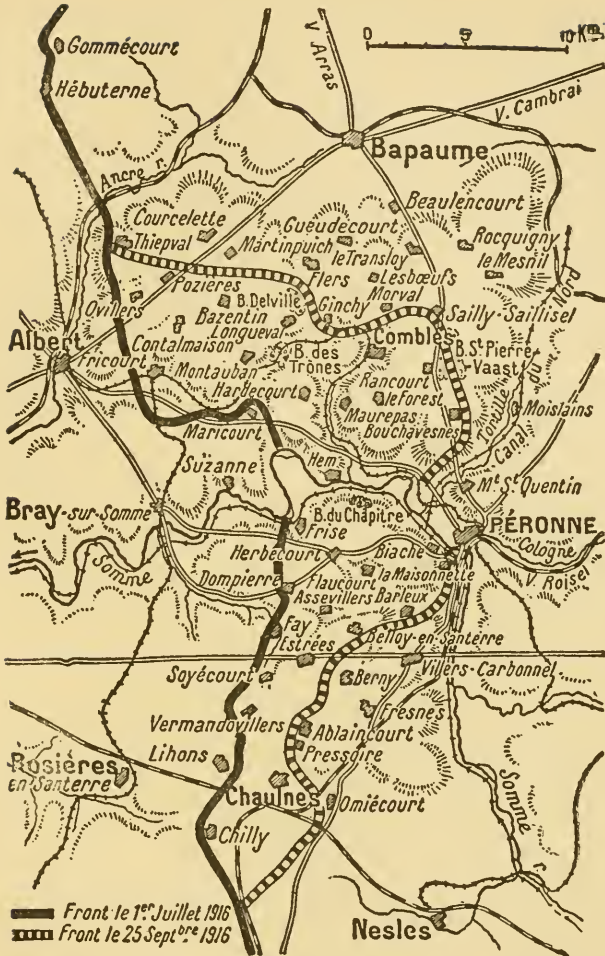 Gommécourt
Hébuterne
V. Arras
0 5 10 Km
V. Cambrai
Bapaume
Ancre r.
Beaulencourt
Courcelette
Gueudecourt
Thiepval
Martinpuich
le Transloy
Rocquigny
le Mesnil
Flers
Lesbœufs
Pozieres
B. Delville
Morval
Ovillers
Bazentin
Ginchy
Sailly-Saillisel
Longueval
Albert
Contalmaison
Combles
Fricourt
B. des
Trônes
B. St Pierre
-Vaast
Montauban
Hardecourt
Rancourt
le Forest
Maurepas
Bouchavesnes
Moislains
Tortille
Canal du Nord
Maricourt
Suzanne
Hem
Mt St Quentin
Bray-sur-Somme
B. du Chapitre
Frise
PÉRONNE
Cologne
Herbécourt
Biache
Somme
V. Roisel
la Maisonnette
Dompierre
Flaucourt
Assevillers
Barleux
Fay
Estrées
Belloy-en-Santerre
Soyécourt
Berny
Villers-Carbonnel
Vermandovillers
Fresnes
Ablaincourt
Lihons
Pressoire
Rosières
en Santerre
Chaulnes
Omiécourt
Somme r.
Chilly
Front le 1er Juillet 1916
Front le 25 Septbre 1916
Nesles